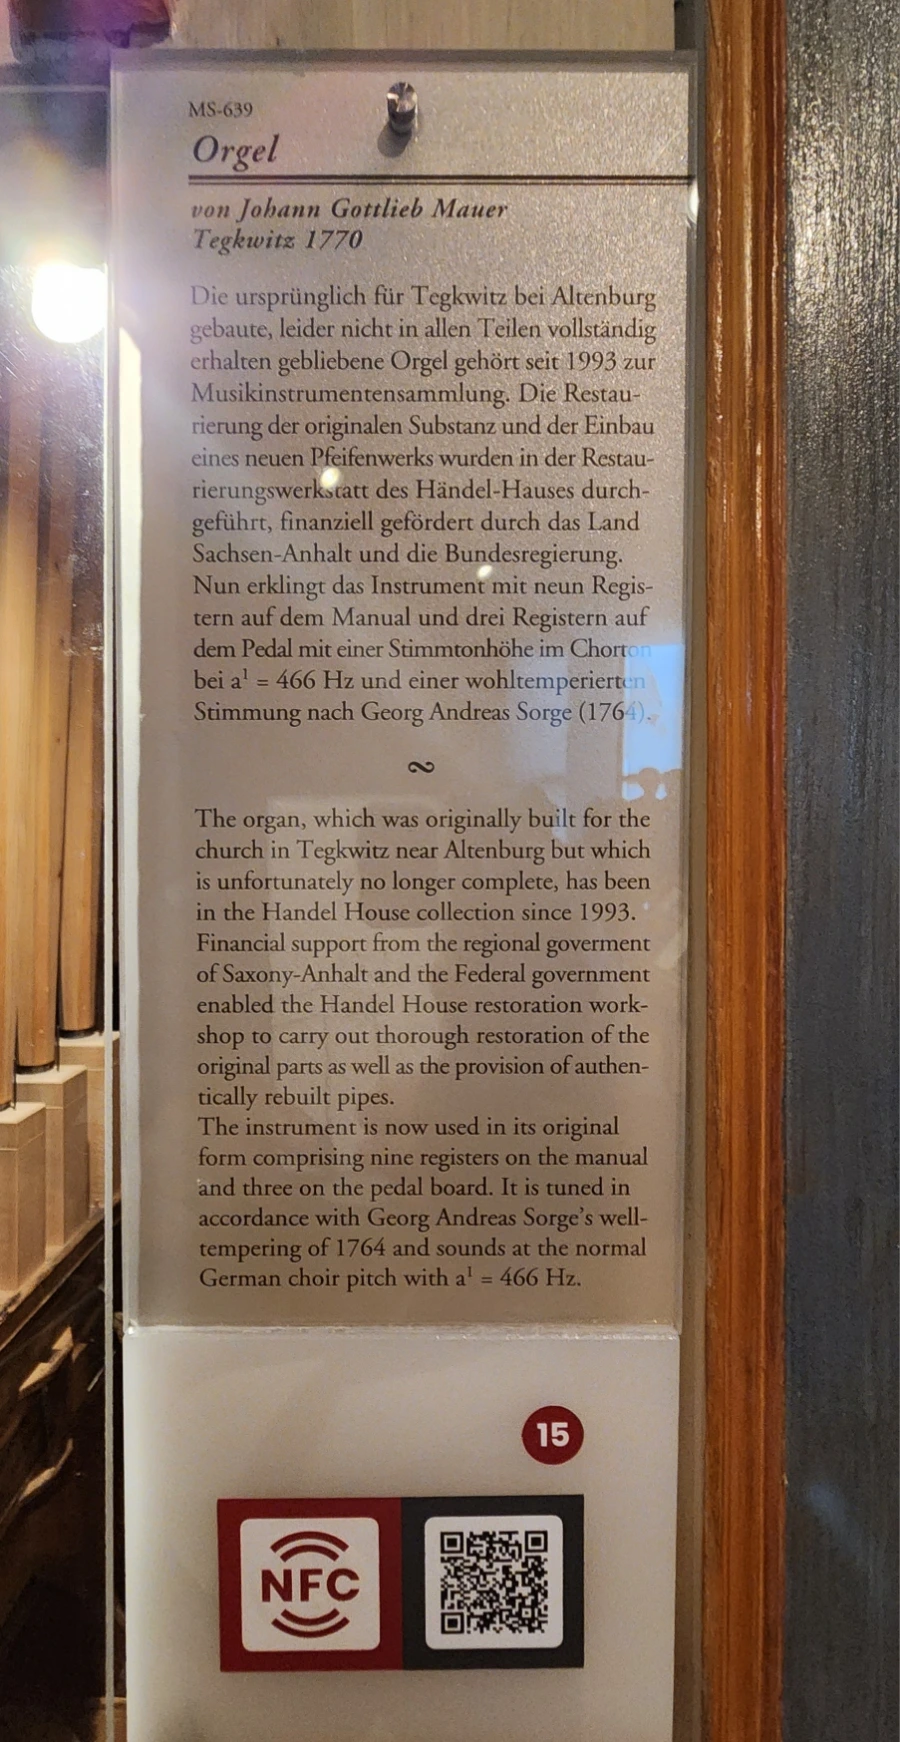 MS-639
Orgel
von Johann Gottlieb Mauer
Tegkwitz 1770
Die ursprünglich für Tegkwitz bei Altenburg
gebaute, leider nicht in allen Teilen vollständig
erhalten gebliebene Orgel gehört seit 1993 zur
Musikinstrumentensammlung. Die Restau-
rierung der originalen Substanz und der Einbau
eines neuen Pfeifenwerks wurden in der Restau-
rierungswerkstatt des Händel-Hauses durch-
geführt, finanziell gefördert durch das Land
Sachsen-Anhalt und die Bundesregierung.
Nun erklingt das Instrument mit neun Regis-
tern auf dem Manual und drei Registern auf
dem Pedal mit einer Stimmtonhöhe im Chorton
bei a¹ = 466 Hz und einer wohltemperierten
Stimmung nach Georg Andreas Sorge (1764).
The organ, which was originally built for the
church in Tegkwitz near Altenburg but which
is unfortunately no longer complete, has been
in the Handel House collection since 1993.
Financial support from the regional goverment
of Saxony-Anhalt and the Federal government
enabled the Handel House restoration work-
shop to carry out thorough restoration of the
original parts as well as the provision of authen-
tically rebuilt pipes.
The instrument is now used in its original
form comprising nine registers on the manual
and three on the pedal board. It is tuned in
accordance with Georg Andreas Sorge's well-
tempering of 1764 and sounds at the normal
German choir pitch with a¹ = 466 Hz.
15
NFC